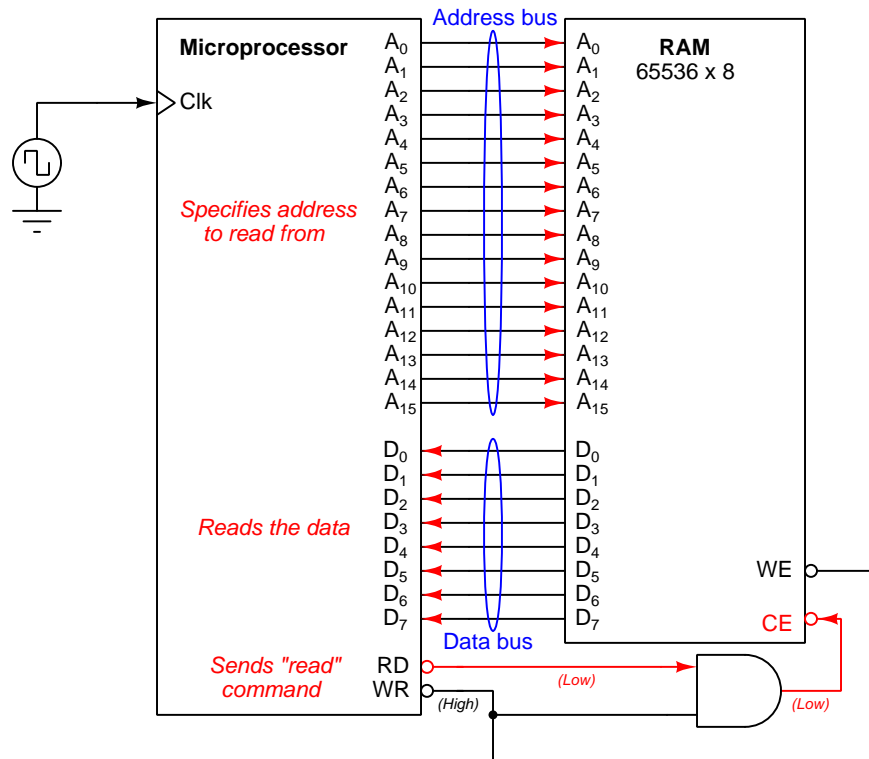 Address bus
Microprocessor
RAM
65536 x 8
Clk
A0 A0
A1 A1
A2 A2
A3 A3
A4 A4
A5 A5
A6 A6
A7 A7
A8 A8
A9 A9
A10 A10
A11 A11
A12 A12
A13 A13
A14 A14
A15 A15
Specifies address
to read from
D0 D0
D1 D1
D2 D2
D3 D3
D4 D4
D5 D5
D6 D6
D7 D7
Reads the data
WE
CE
Data bus
Sends "read"
command
RD
(Low)
WR
(High)
(Low)